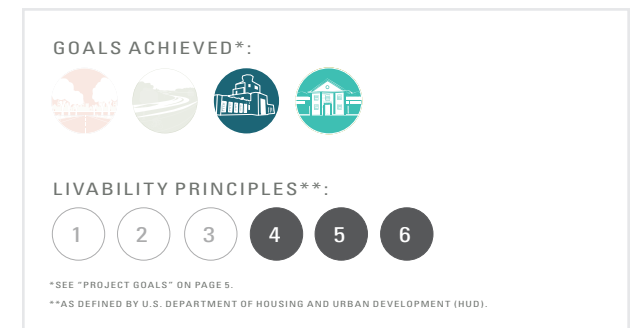 GOALS ACHIEVED*:
LIVABILITY PRINCIPLES**:
1 2 3 4 5 6
*SEE "PROJECT GOALS" ON PAGE 5.
**AS DEFINED BY U.S. DEPARTMENT OF HOUSING AND URBAN DEVELOPMENT (HUD).